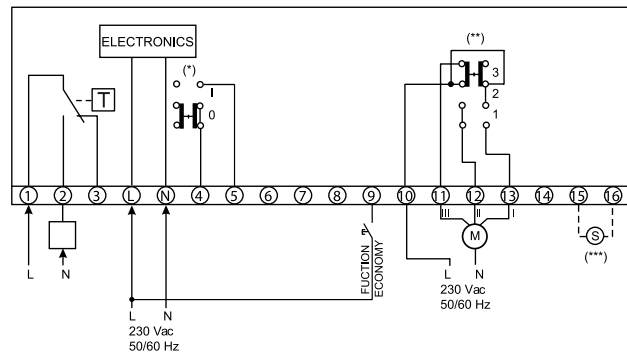 ELECTRONICS
(*)
(**)
I
0
3
2
1
T
1 2 3 L N 4 5 6 7 8 9 10 11 12 13 14 15 16
III II I
M
S
(***)
L N
FUCTION
ECONOMY
L N
230 Vac
50/60 Hz
L N
230 Vac
50/60 Hz